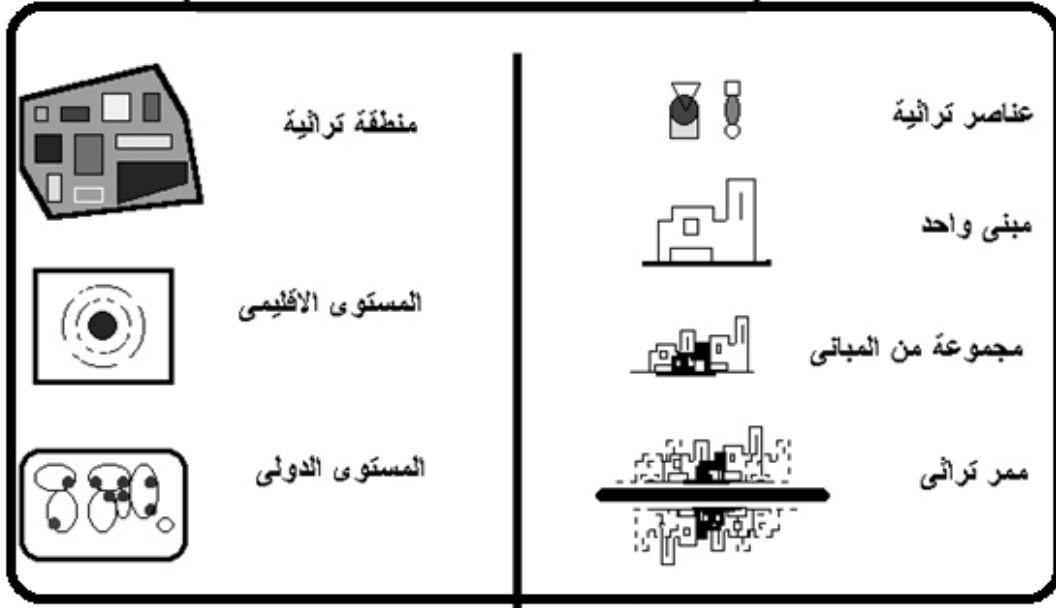 عناصر تراثية
مبنى واحد
مجموعة من المبانى
ممر تراثى
منطقة تراثية
المستوى الاقليمى
المستوى الدولى